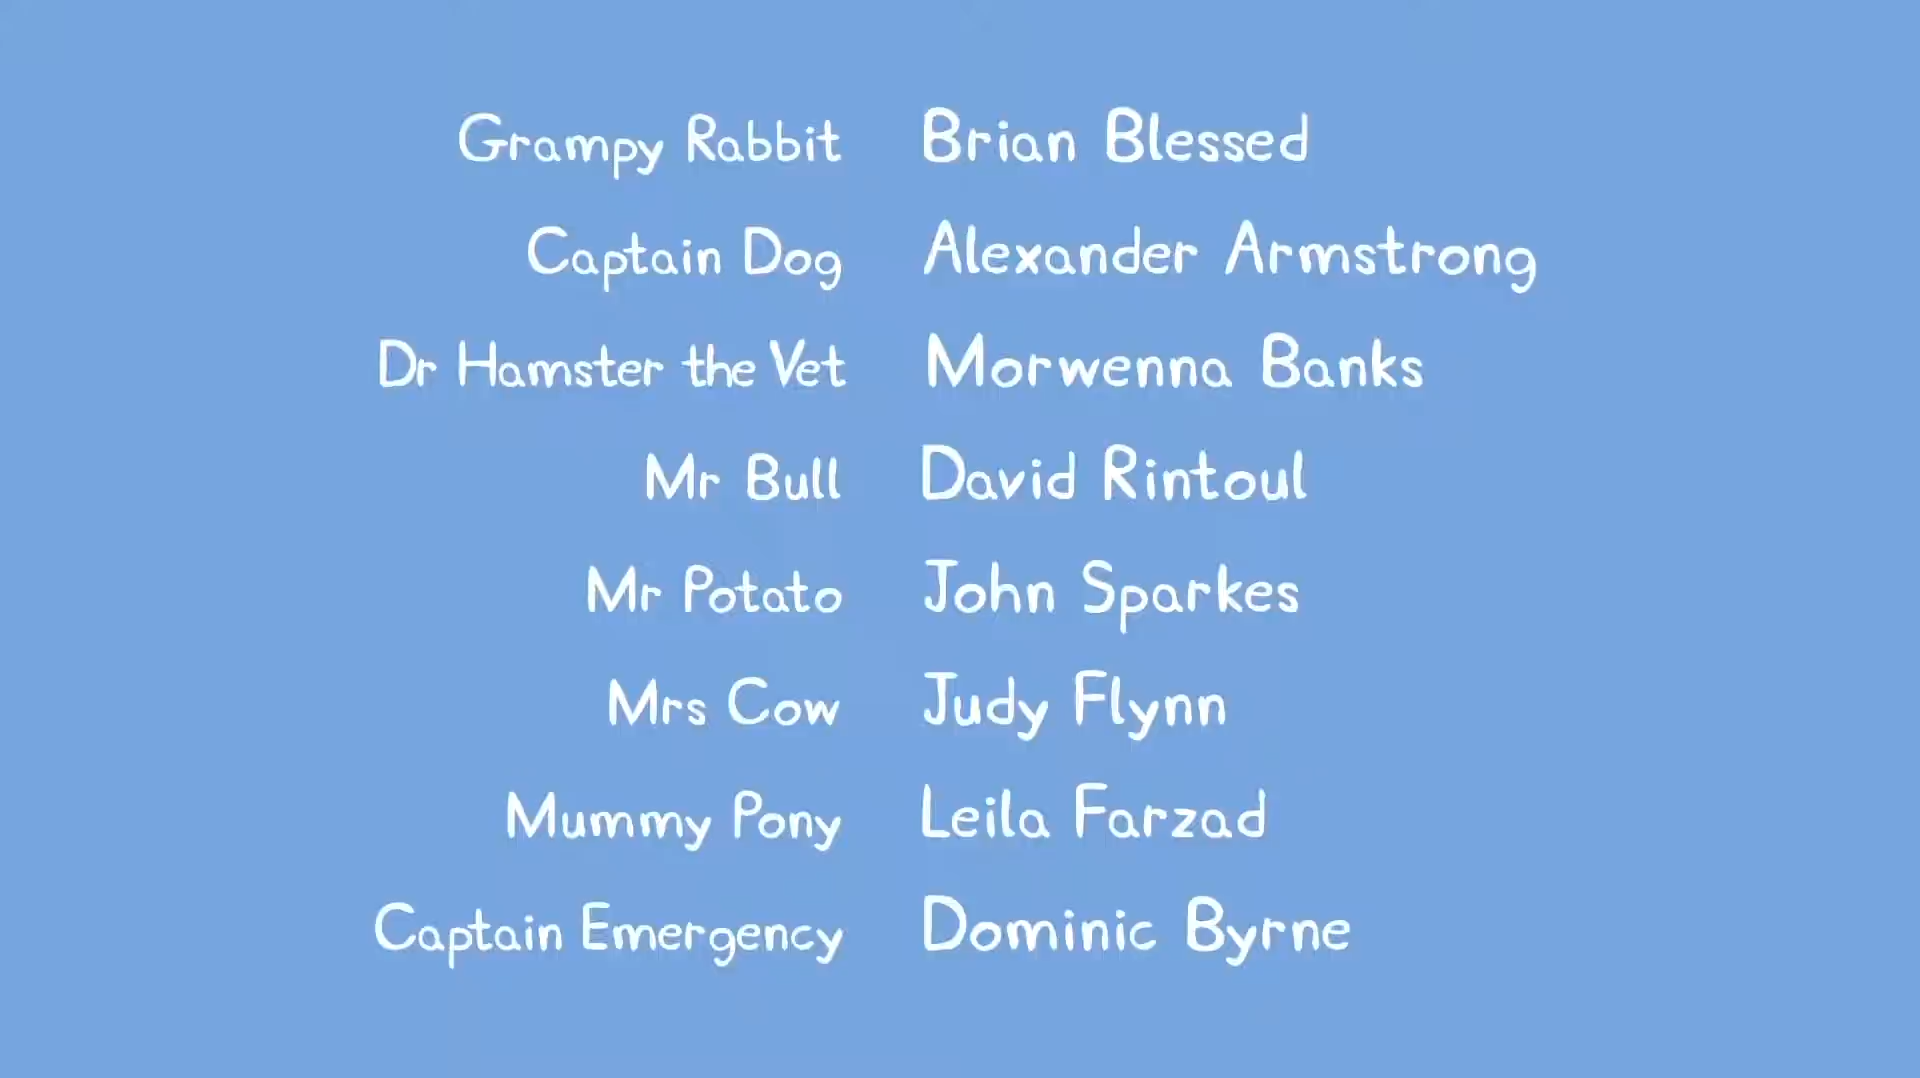 Grampy Rabbit Brian Blessed
Captain Dog Alexander Armstrong
Dr Hamster the Vet Morwenna Banks
Mr Bull David Rintoul
Mr Potato John Sparkes
Mrs Cow Judy Flynn
Mummy Pony Leila Farzad
Captain Emergency Dominic Byrne